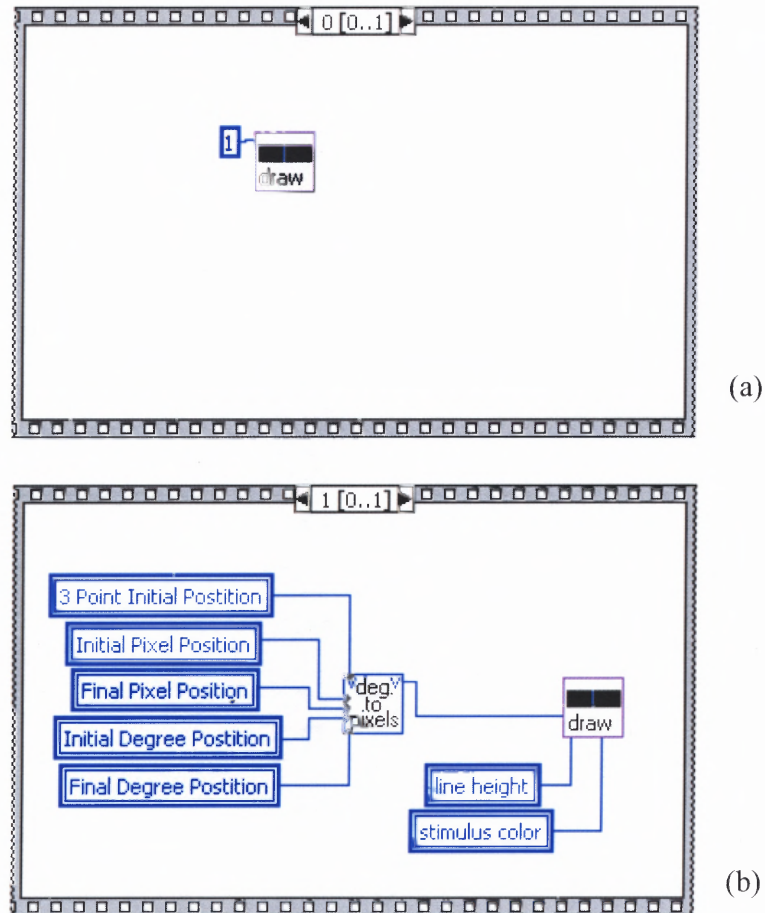 0 [0..1]
1
draw
(a)
1 [0..1]
3 Point Initial Postition
Initial Pixel Position
Final Pixel Position
Initial Degree Postition
Final Degree Postition
deg.
to
pixels
draw
line height
stimulus color
(b)